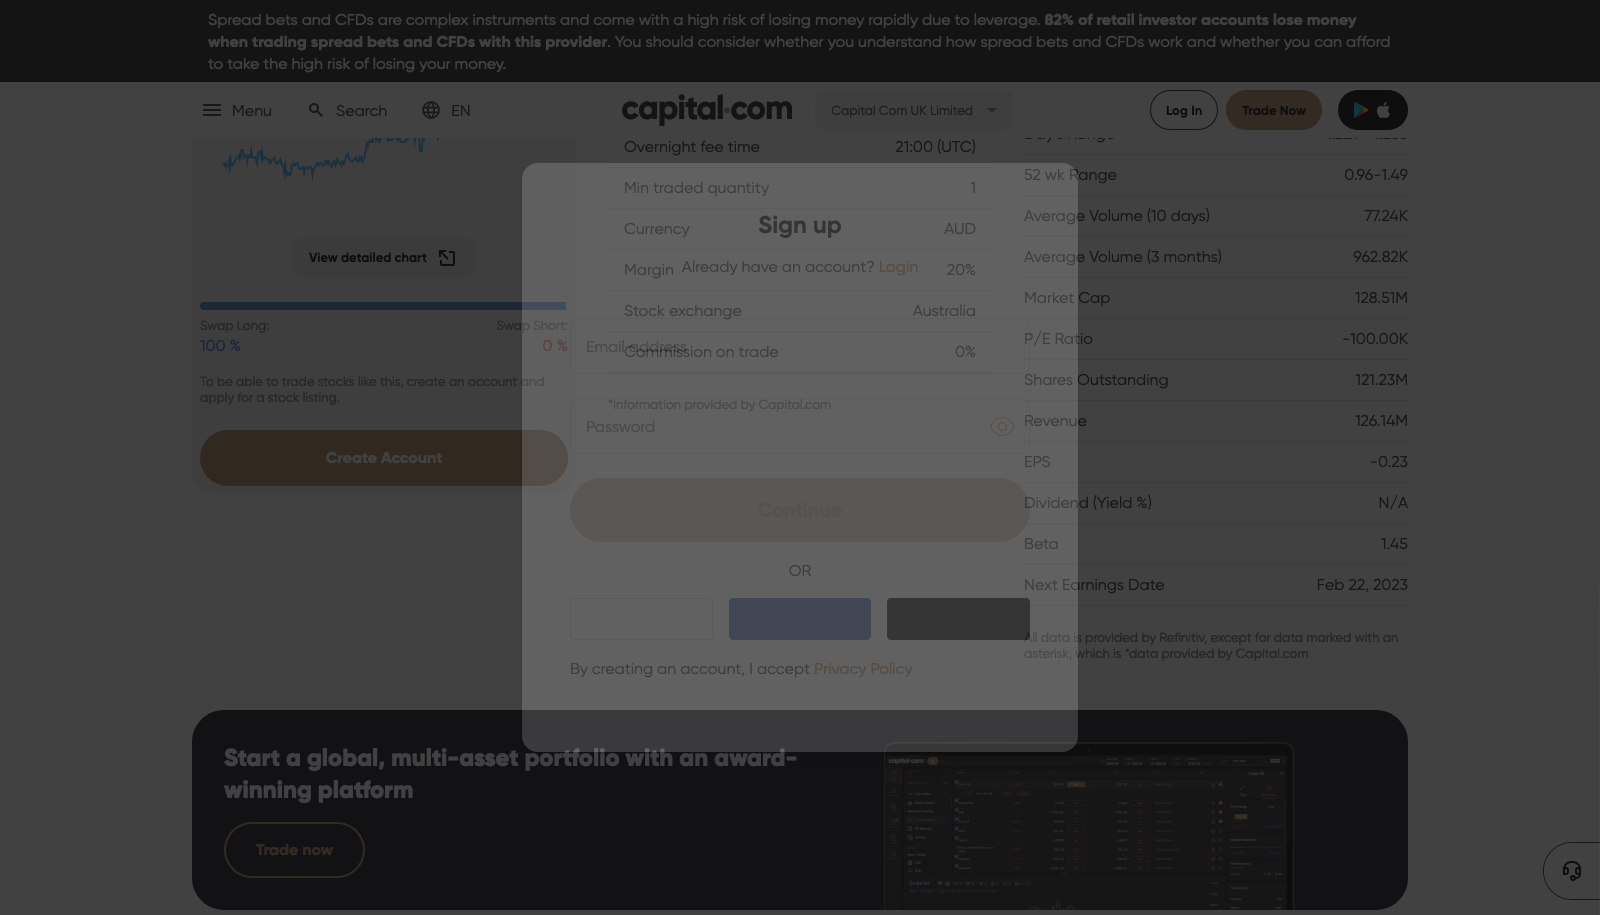 Spread bets and CFDs are complex instruments and come with a high risk of losing money rapidly due to leverage. 82% of retail investor accounts lose money
when trading spread bets and CFDs with this provider. You should consider whether you understand how spread bets and CFDs work and whether you can afford
to take the high risk of losing your money.
Menu
Search
EN
capital.com
Capital Com UK Limited
Log In
Trade Now
View detailed chart
Swap Long:
Swap Short:
100 %
0 %
To be able to trade stocks like this, create an account and
apply for a stock listing.
Create Account
Overnight fee time 21:00 (UTC)
Min traded quantity 1
Currency AUD
Margin 20%
Stock exchange Australia
Commission on trade 0%
*Information provided by Capital.com
Sign up
Already have an account? Login
Email address
Password
Continue
OR
By creating an account, I accept Privacy Policy
52 wk Range 0.96-1.49
Average Volume (10 days) 77.24K
Average Volume (3 months) 962.82K
Market Cap 128.51M
P/E Ratio -100.00K
Shares Outstanding 121.23M
Revenue 126.14M
EPS -0.23
Dividend (Yield %) N/A
Beta 1.45
Next Earnings Date Feb 22, 2023
All data is provided by Refinitiv, except for data marked with an
asterisk, which is *data provided by Capital.com
Start a global, multi-asset portfolio with an award-
winning platform
Trade now
capital.com